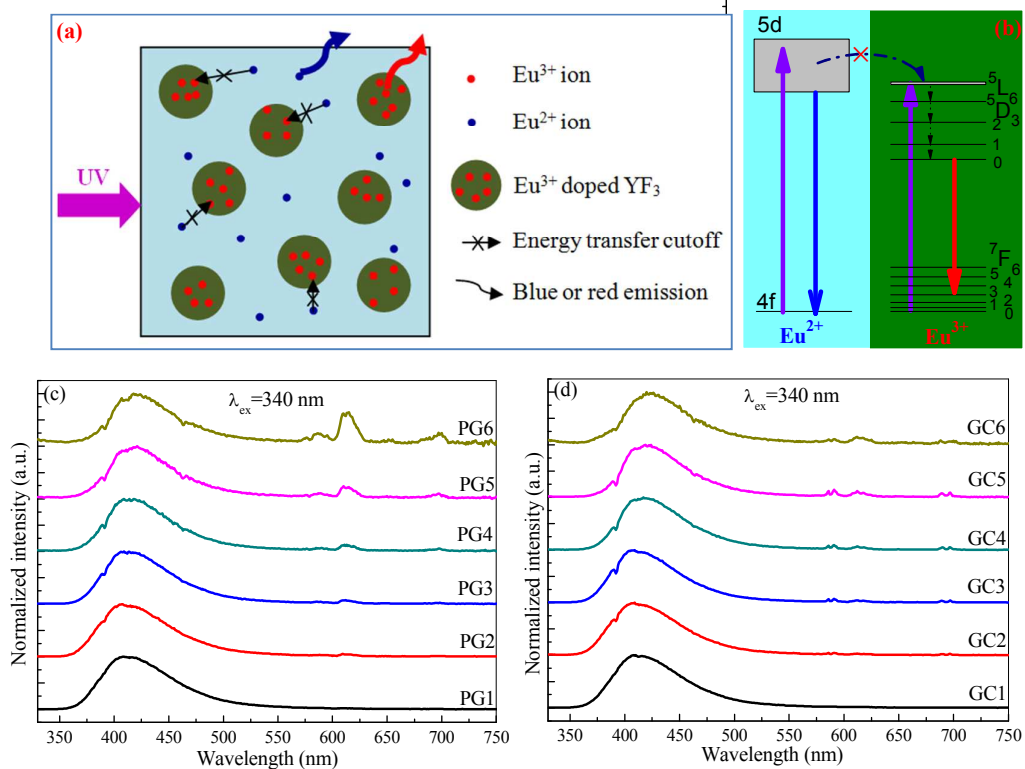 (a)
UV
Eu³⁺ ion
Eu²⁺ ion
Eu³⁺ doped YF₃
Energy transfer cutoff
Blue or red emission
(b)
5d
4f
Eu²⁺
⁵L₆
⁵D₃
2
1
0
⁷F₆
5
4
3
2
1
0
Eu³⁺
(c)
λex=340 nm
PG6
PG5
PG4
PG3
PG2
PG1
Normalized intensity (a.u.)
350 400 450 500 550 600 650 700 750
Wavelength (nm)
(d)
λex=340 nm
GC6
GC5
GC4
GC3
GC2
GC1
Normalized intensity (a.u.)
350 400 450 500 550 600 650 700 750
Wavelength (nm)